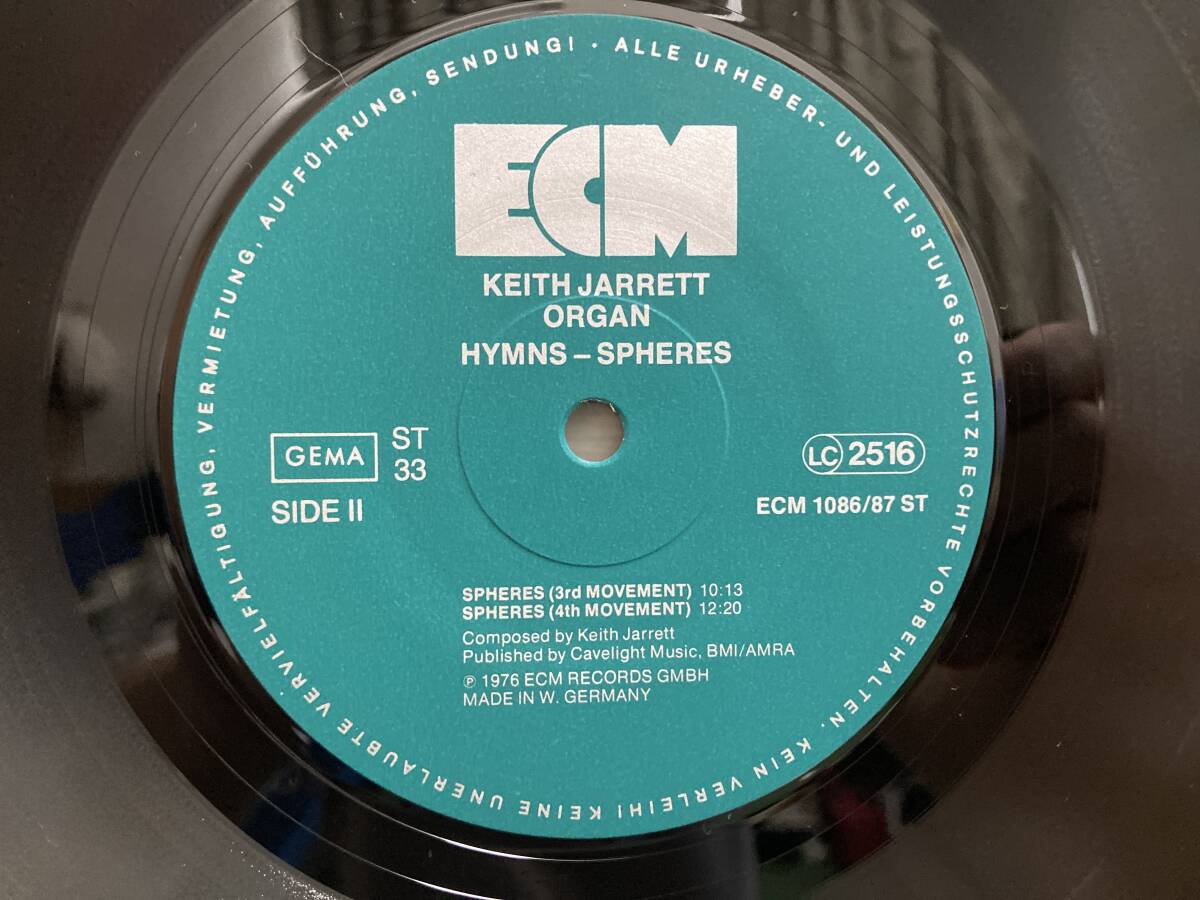 ALLE URHEBER- UND LEISTUNGSSCHUTZRECHTE VORBEHALTEN. KEIN VERLEIH! KEINE UNERLAUBTE VERVIELFÄLTIGUNG, VERMIETUNG, AUFFÜHRUNG, SENDUNG! ·
ECM
KEITH JARRETT
ORGAN
HYMNS – SPHERES
GEMA
ST
33
SIDE II
LC 2516
ECM 1086/87 ST
SPHERES (3rd MOVEMENT) 10:13
SPHERES (4th MOVEMENT) 12:20
Composed by Keith Jarrett
Published by Cavelight Music, BMI/AMRA
℗ 1976 ECM RECORDS GMBH
MADE IN W. GERMANY